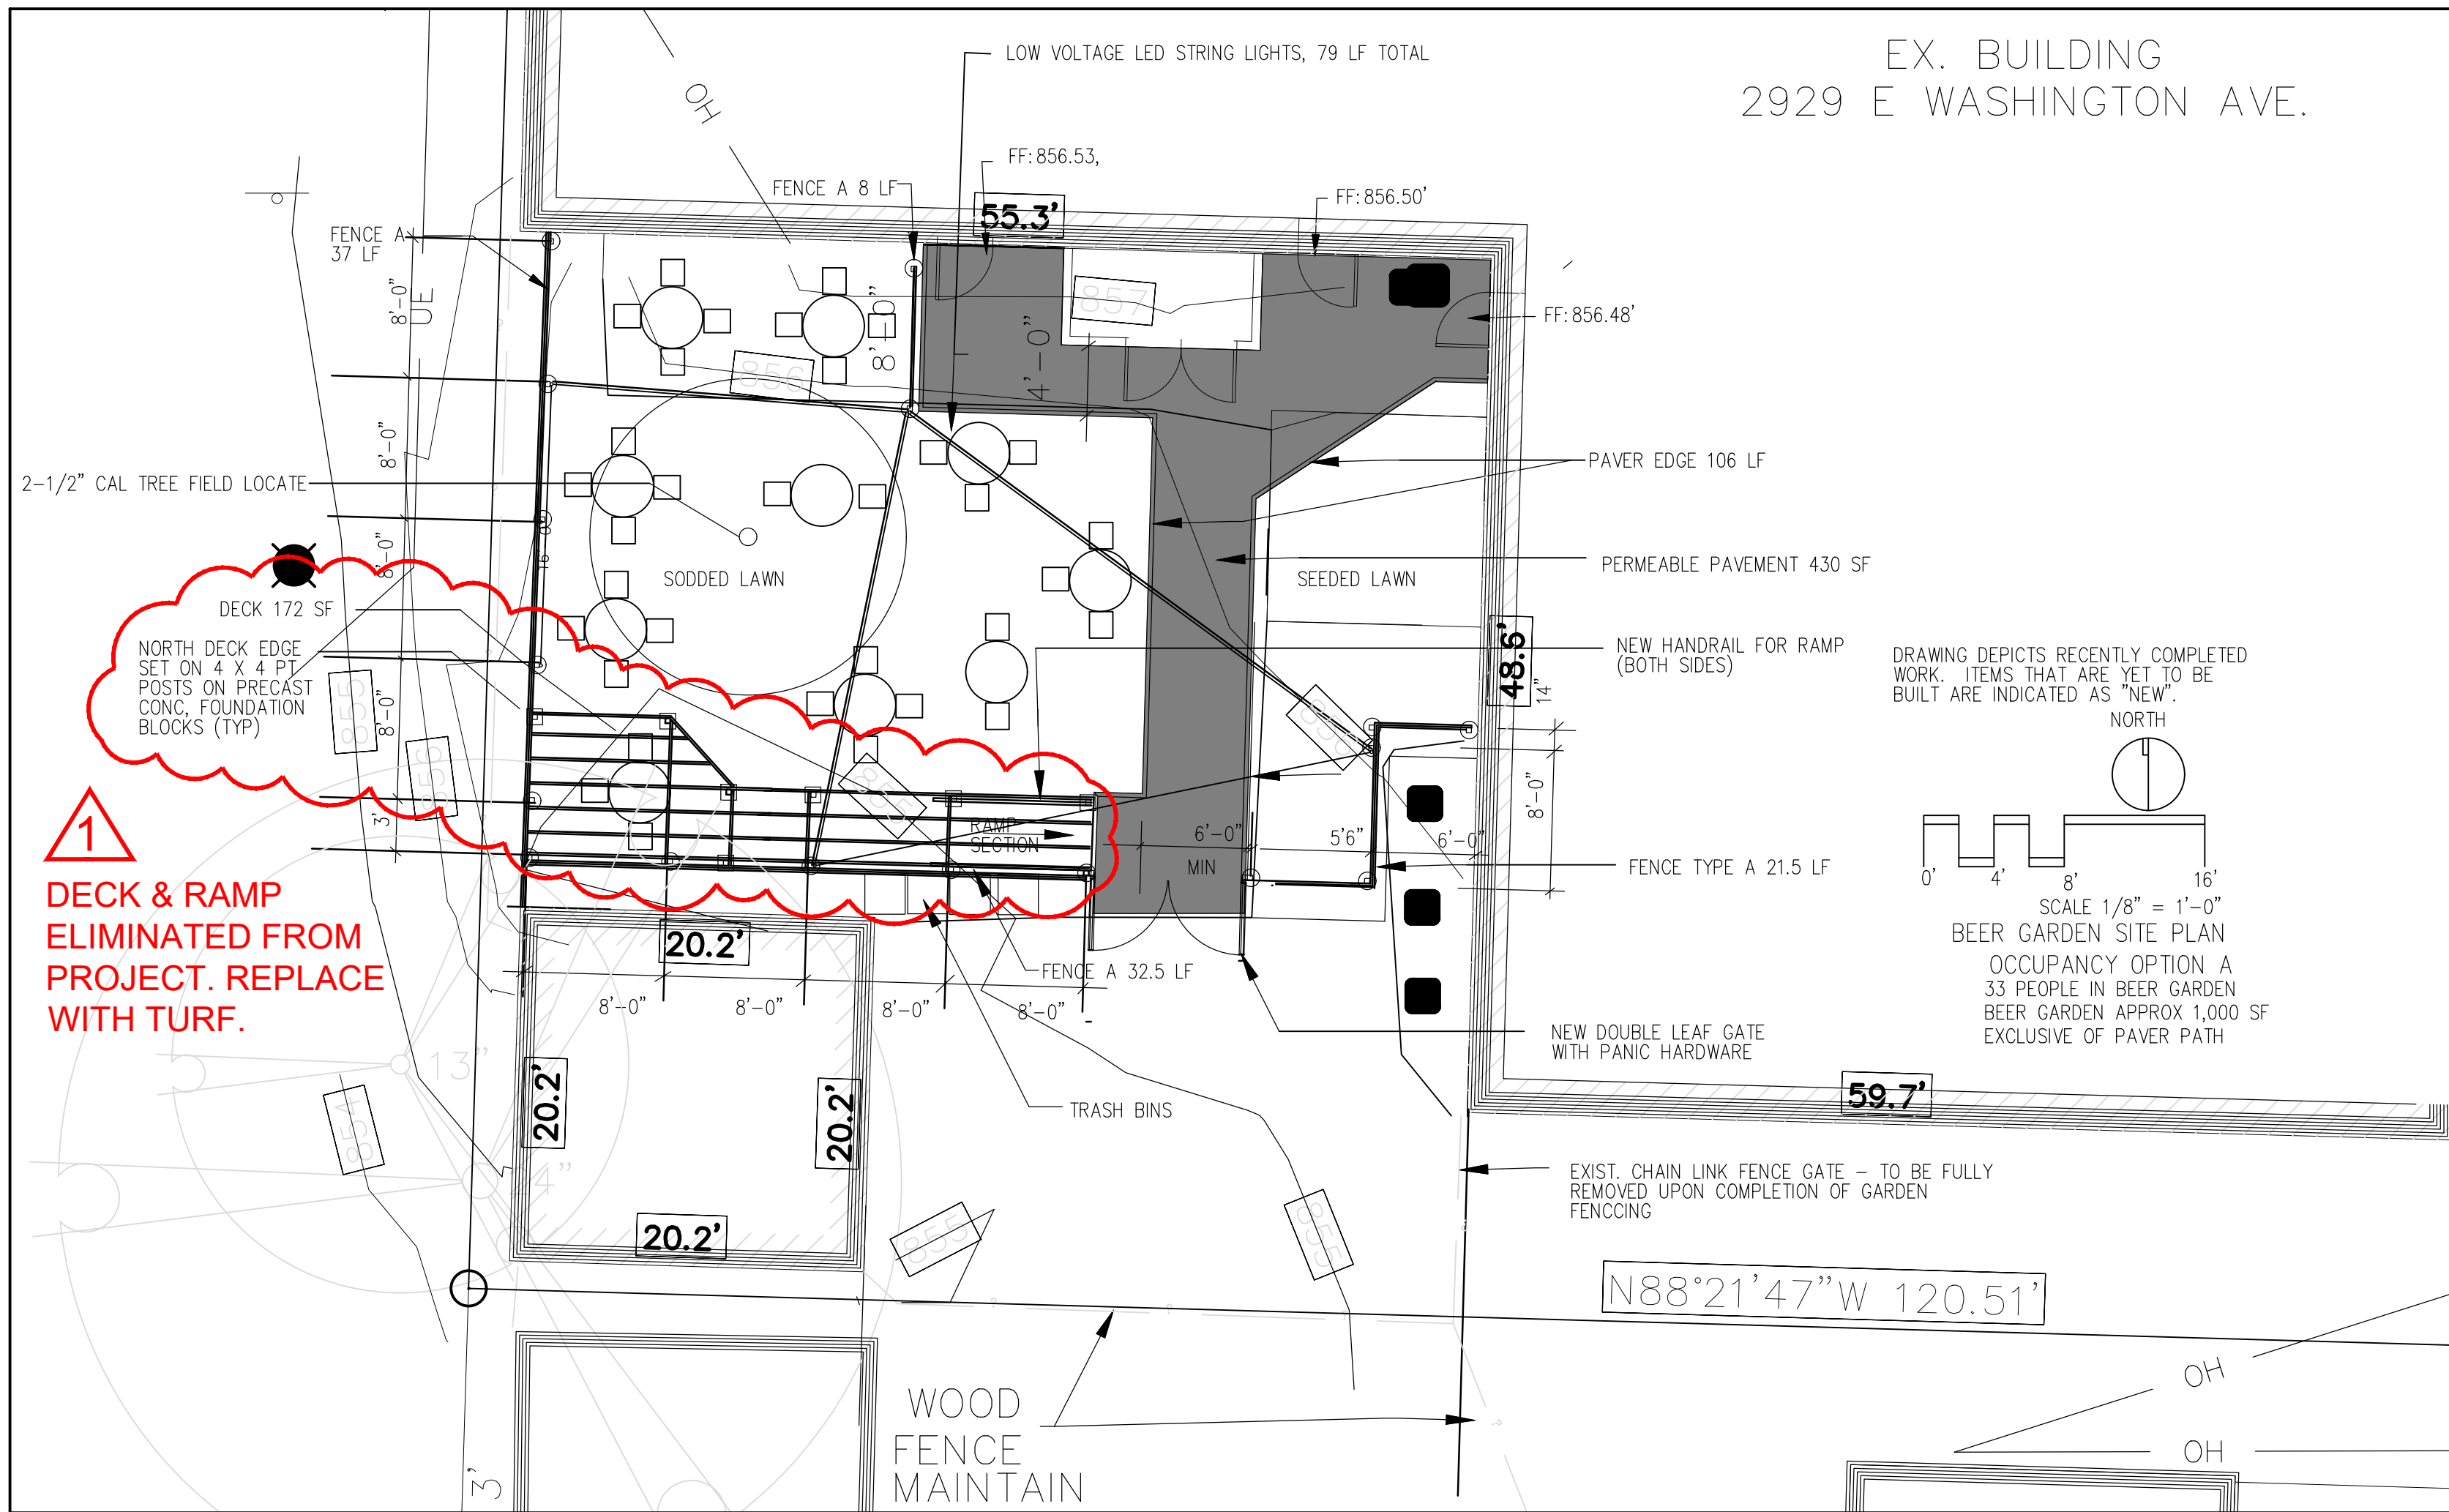 EX. BUILDING
2929 E WASHINGTON AVE.
LOW VOLTAGE LED STRING LIGHTS, 79 LF TOTAL
OH
FF:856.53,
FENCE A 8 LF
55.3'
FF:856.50'
FENCE A
37 LF
8'-0"
UE
857
FF:856.48'
8'-0"
4'-0"
856
8'-0"
PAVER EDGE 106 LF
2-1/2" CAL TREE FIELD LOCATE
8'-0"
SODDED LAWN
SEEDED LAWN
PERMEABLE PAVEMENT 430 SF
DECK 172 SF
NORTH DECK EDGE
SET ON 4 X 4 PT
POSTS ON PRECAST
CONC, FOUNDATION
BLOCKS (TYP)
855
8'-0"
856
3'
48.6'
14"
NEW HANDRAIL FOR RAMP
(BOTH SIDES)
DRAWING DEPICTS RECENTLY COMPLETED
WORK. ITEMS THAT ARE YET TO BE
BUILT ARE INDICATED AS "NEW".
NORTH
856
855
8'-0"
RAMP
SECTION
6'-0"
MIN
5'6"
6'-0"
FENCE TYPE A 21.5 LF
0'
4'
8'
16'
SCALE 1/8" = 1'-0"
BEER GARDEN SITE PLAN
OCCUPANCY OPTION A
33 PEOPLE IN BEER GARDEN
BEER GARDEN APPROX 1,000 SF
EXCLUSIVE OF PAVER PATH
1
DECK & RAMP
ELIMINATED FROM
PROJECT. REPLACE
WITH TURF.
20.2'
FENCE A 32.5 LF
8'-0"
8'-0"
8'-0"
8'-0"
NEW DOUBLE LEAF GATE
WITH PANIC HARDWARE
13"
20.2'
20.2'
TRASH BINS
59.7'
854
EXIST. CHAIN LINK FENCE GATE – TO BE FULLY
REMOVED UPON COMPLETION OF GARDEN
FENCCING
20.2'
855
855
N88°21'47"W 120.51'
WOOD
FENCE
MAINTAIN
OH
OH
3'